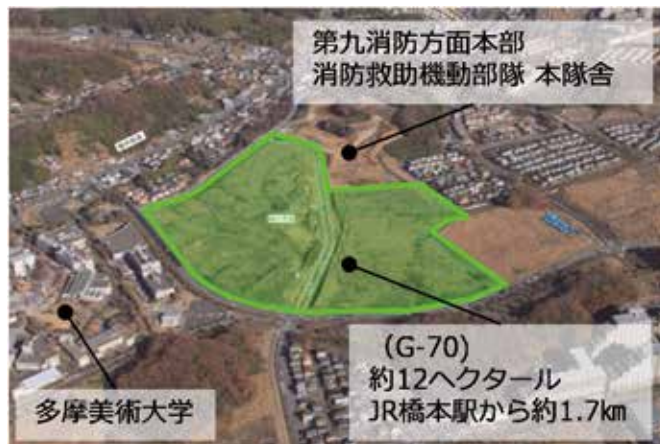 第九消防方面本部
消防救助機動部隊 本隊舎
(G-70)
約12ヘクタール
JR橋本駅から約1.7km
多摩美術大学